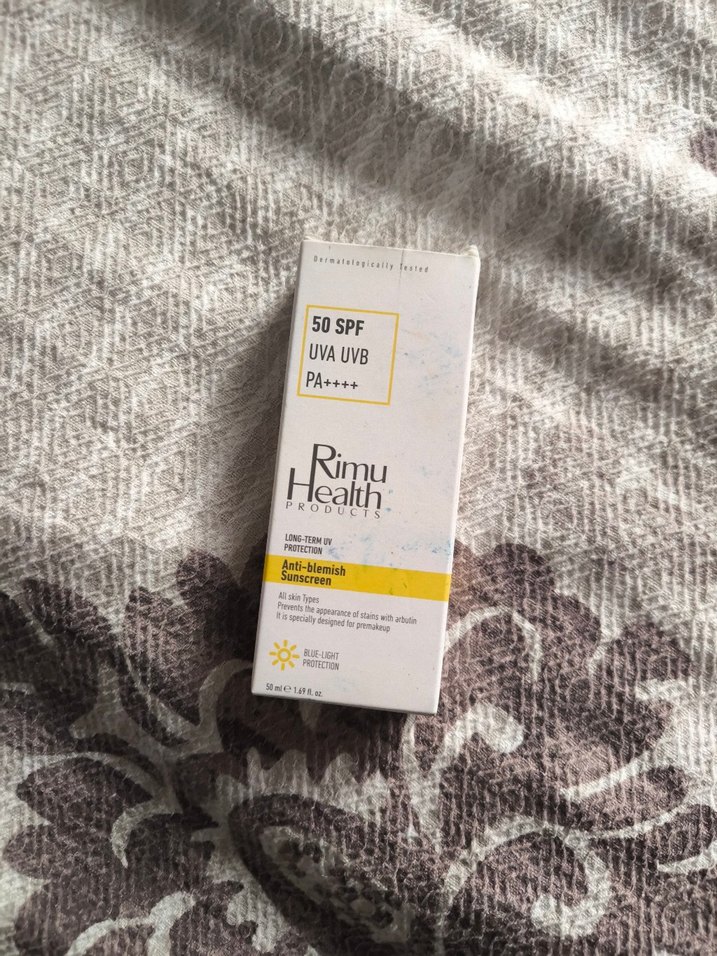 Dermatologically Tested
50 SPF
UVA UVB
PA++++
Rimu
Health
PRODUCTS
LONG-TERM UV
PROTECTION
Anti-blemish
Sunscreen
All skin Types
Prevents the appearance of stains with arbutin
It is specially designed for premakeup
BLUE-LIGHT
PROTECTION
50 ml ℮ 1.69 fl. oz.